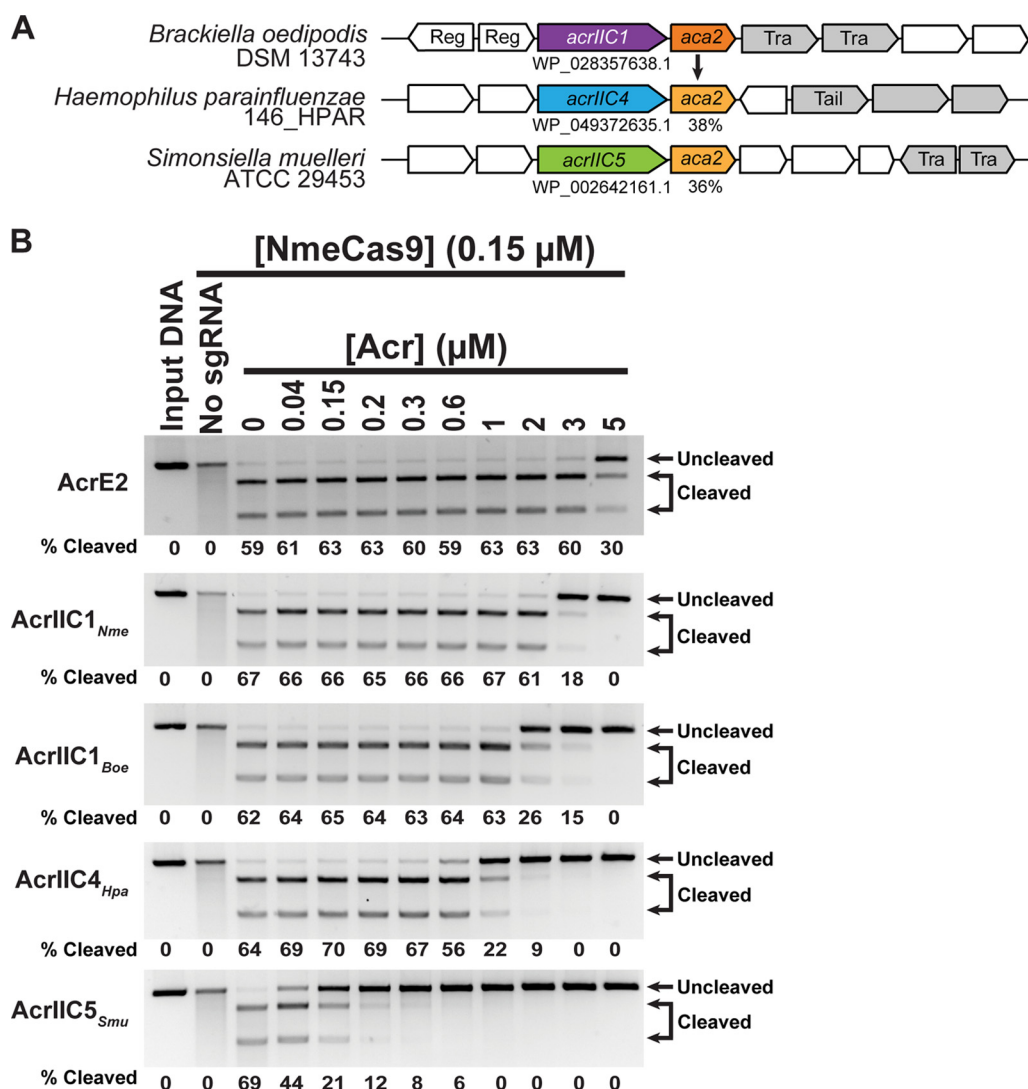 A
Brackiella oedipodis
DSM 13743
Reg Reg acrIIC1 aca2 Tra Tra
WP_028357638.1
Haemophilus parainfluenzae
146_HPAR
acrIIC4 aca2 Tail
WP_049372635.1 38%
Simonsiella muelleri
ATCC 29453
acrIIC5 aca2 Tra Tra
WP_002642161.1 36%
B
[NmeCas9] (0.15 µM)
[Acr] (µM)
Input DNA No sgRNA 0 0.04 0.15 0.2 0.3 0.6 1 2 3 5
AcrE2
Uncleaved
Cleaved
% Cleaved 0 0 59 61 63 63 60 59 63 63 60 30
AcrIIC1Nme
Uncleaved
Cleaved
% Cleaved 0 0 67 66 66 65 66 66 67 61 18 0
AcrIIC1Boe
Uncleaved
Cleaved
% Cleaved 0 0 62 64 65 64 63 64 63 26 15 0
AcrIIC4Hpa
Uncleaved
Cleaved
% Cleaved 0 0 64 69 70 69 67 56 22 9 0 0
AcrIIC5Smu
Uncleaved
Cleaved
% Cleaved 0 0 69 44 21 12 8 6 0 0 0 0